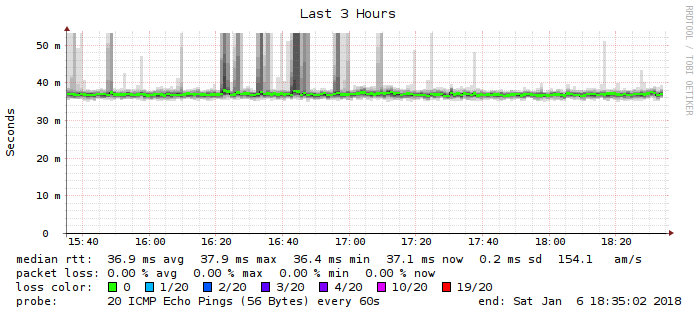 Last 3 Hours
RRDTOOL / TOBI OETIKER
Seconds
50 m
40 m
30 m
20 m
10 m
0
15:40 16:00 16:20 16:40 17:00 17:20 17:40 18:00 18:20
median rtt: 36.9 ms avg 37.9 ms max 36.4 ms min 37.1 ms now 0.2 ms sd 154.1 am/s
packet loss: 0.00 % avg 0.00 % max 0.00 % min 0.00 % now
loss color: 0 1/20 2/20 3/20 4/20 10/20 19/20
probe: 20 ICMP Echo Pings (56 Bytes) every 60s end: Sat Jan 6 18:35:02 2018